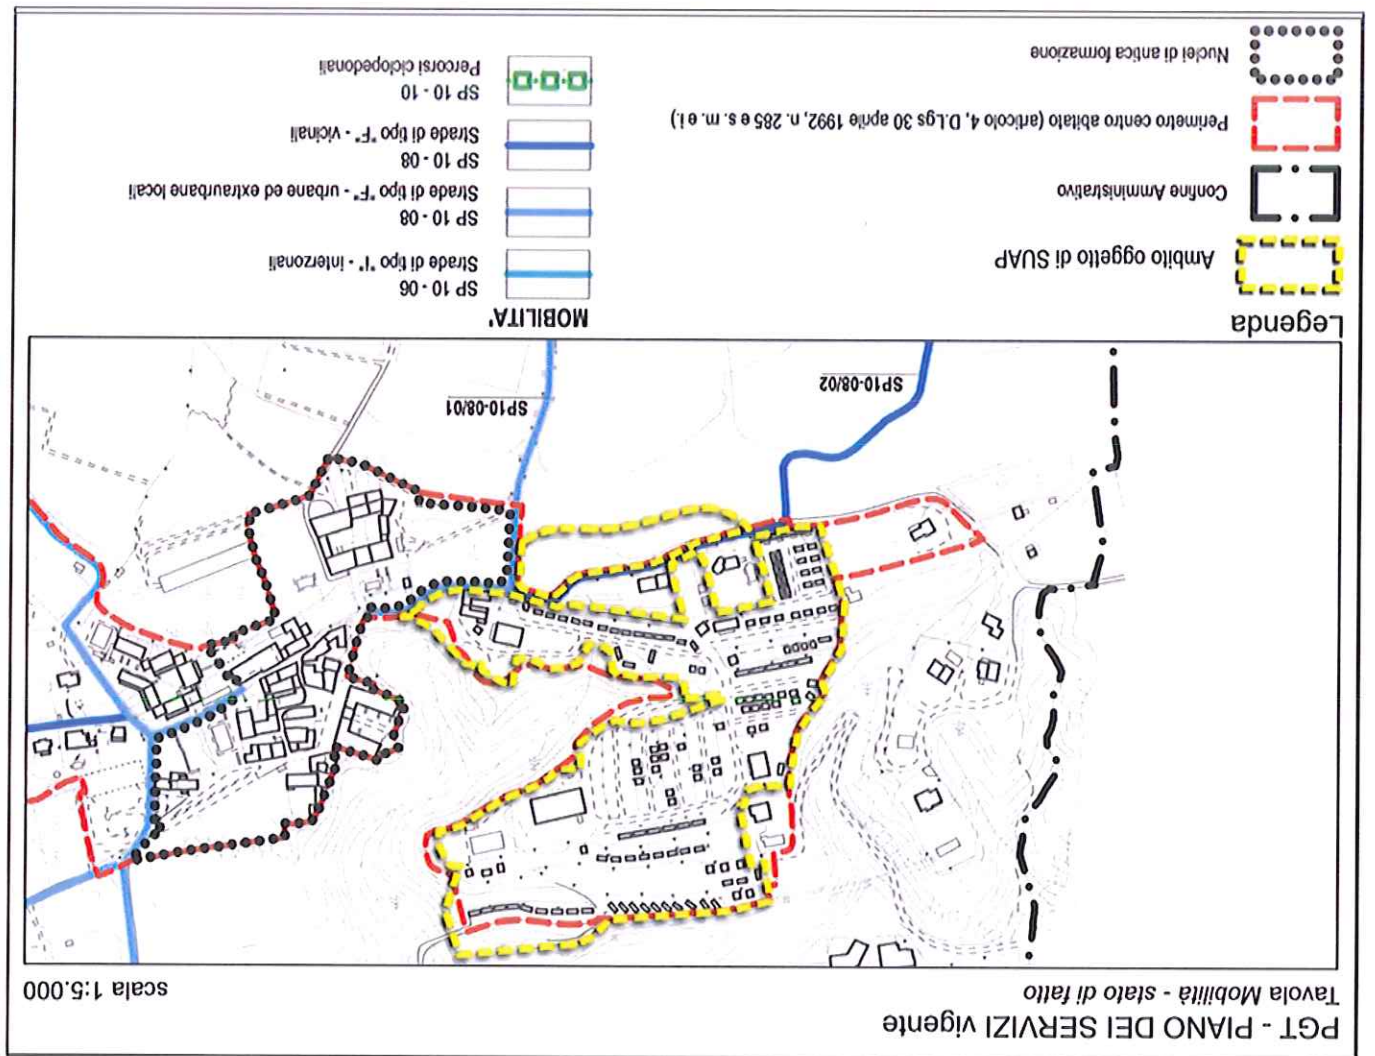 PGT - PIANO DEI SERVIZI vigente
Tavola Mobilità - stato di fatto
scala 1:5.000
SP10-08/02
SP10-08/01
Legenda
Ambito oggetto di SUAP
Confine Amministrativo
Perimetro centro abitato (articolo 4, D.Lgs 30 aprile 1992, n. 285 e s. m. e i.)
Nuclei di antica formazione
MOBILITA'
SP 10 - 06
Strade di tipo "I" - interzonali
SP 10 - 08
Strade di tipo "F" - urbane ed extraurbane locali
SP 10 - 08
Strade di tipo "F" - vicinali
SP 10 - 10
Percorsi ciclopedonali